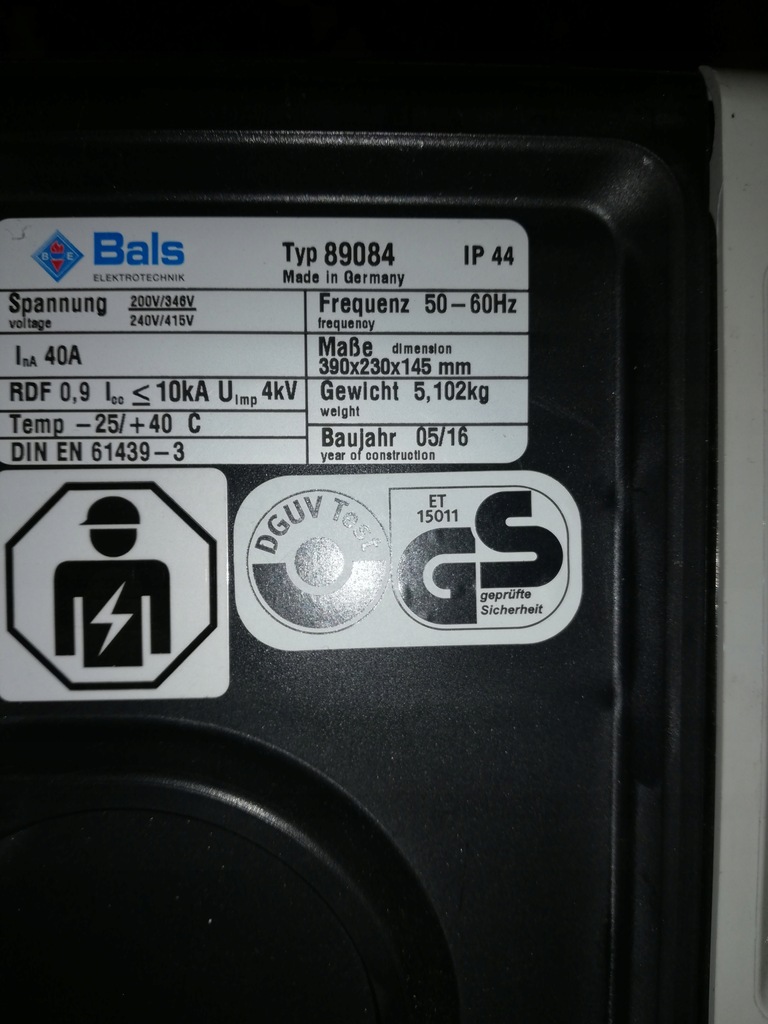 B E Bals
ELEKTROTECHNIK
Typ 89084 IP 44
Made in Germany
Spannung 200V/346V
voltage 240V/415V
Frequenz 50-60Hz
frequency
InA 40A
Maße dimension
390x230x145 mm
RDF 0,9 Icc ≤ 10kA Uimp 4kV
Gewicht 5,102kg
weight
Temp -25/+40 C
Baujahr 05/16
year of construction
DIN EN 61439-3
DGUV Test
ET
15011
GS
geprüfte
Sicherheit